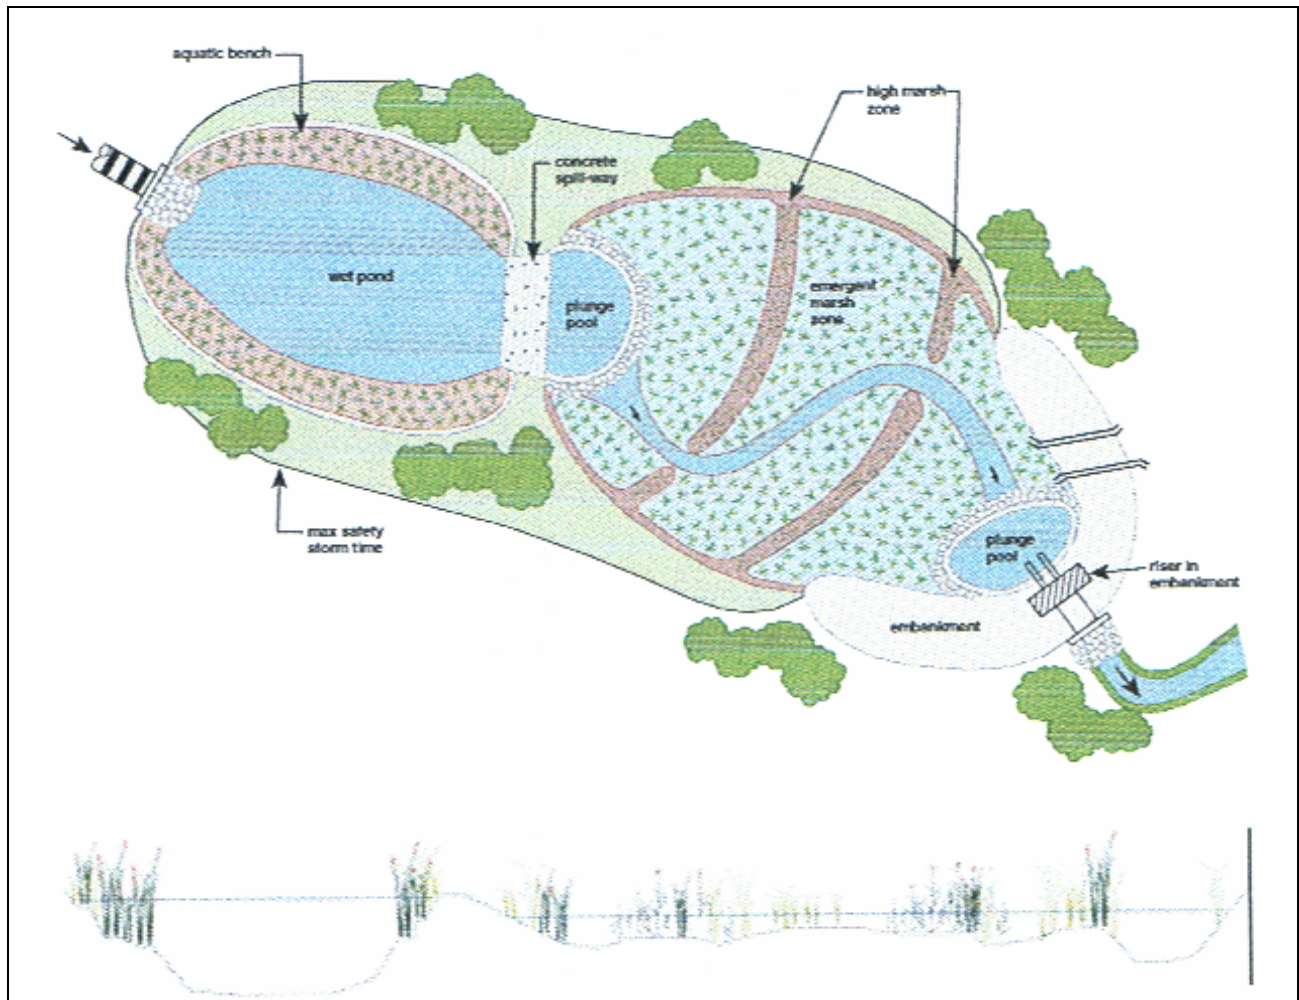 aquatic bench
high marsh
zone
concrete
spill-way
wet pond
plunge
pool
emergent
marsh
zone
max safety
storm time
plunge
pool
riser in
embankment
embankment